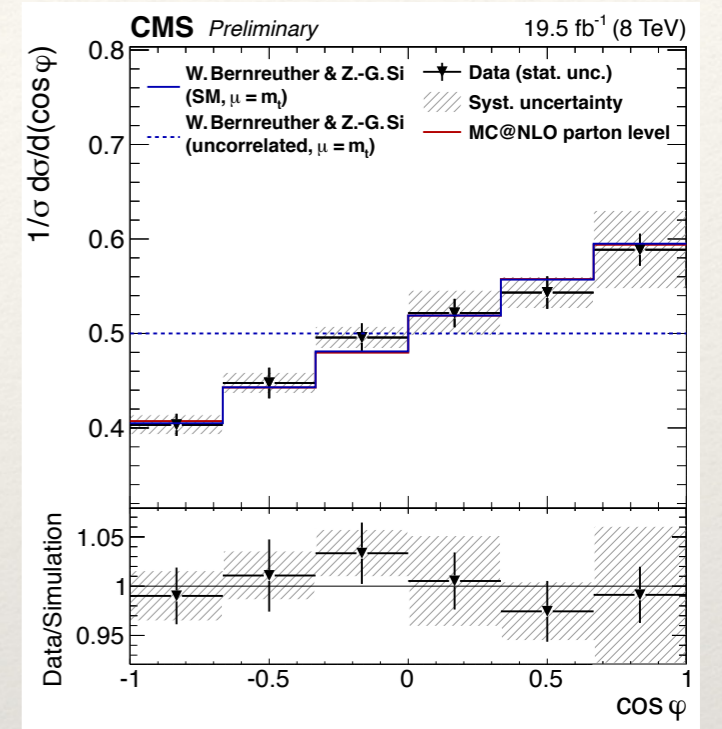 CMS Preliminary 19.5 fb⁻¹ (8 TeV)
1/σ dσ/d(cos φ)
W. Bernreuther & Z.-G. Si
(SM, μ = mₜ)
W. Bernreuther & Z.-G. Si
(uncorrelated, μ = mₜ)
Data (stat. unc.)
Syst. uncertainty
MC@NLO parton level
0.8
0.7
0.6
0.5
0.4
Data/Simulation
1.05
1
0.95
-1 -0.5 0 0.5 1
cos φ